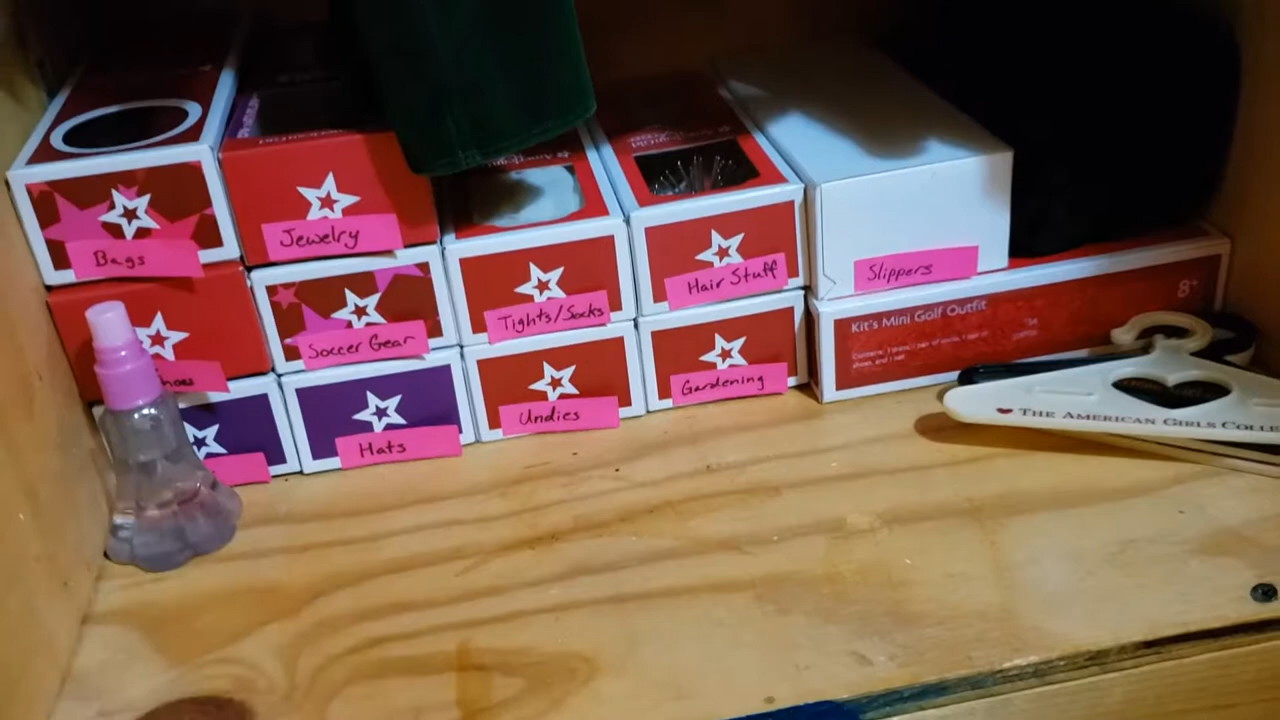 Bags
Jewelry
Tights/Socks
Hair Stuff
Slippers
Soccer Gear
Hats
Undies
Gardening
Kit's Mini Golf Outfit
8+
THE AMERICAN GIRLS COLLE